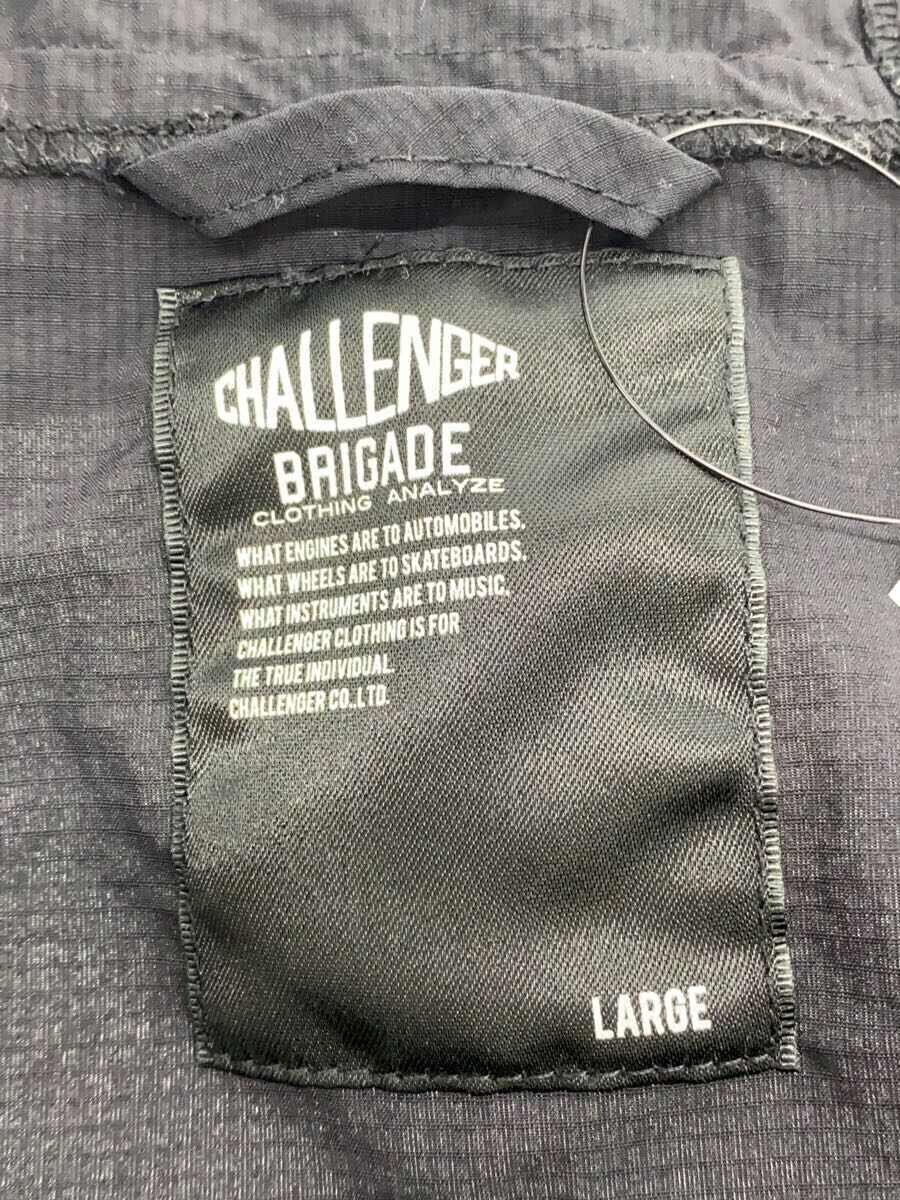 CHALLENGER
BRIGADE
CLOTHING ANALYZE
WHAT ENGINES ARE TO AUTOMOBILES.
WHAT WHEELS ARE TO SKATEBOARDS.
WHAT INSTRUMENTS ARE TO MUSIC.
CHALLENGER CLOTHING IS FOR
THE TRUE INDIVIDUAL.
CHALLENGER CO.,LTD.
LARGE